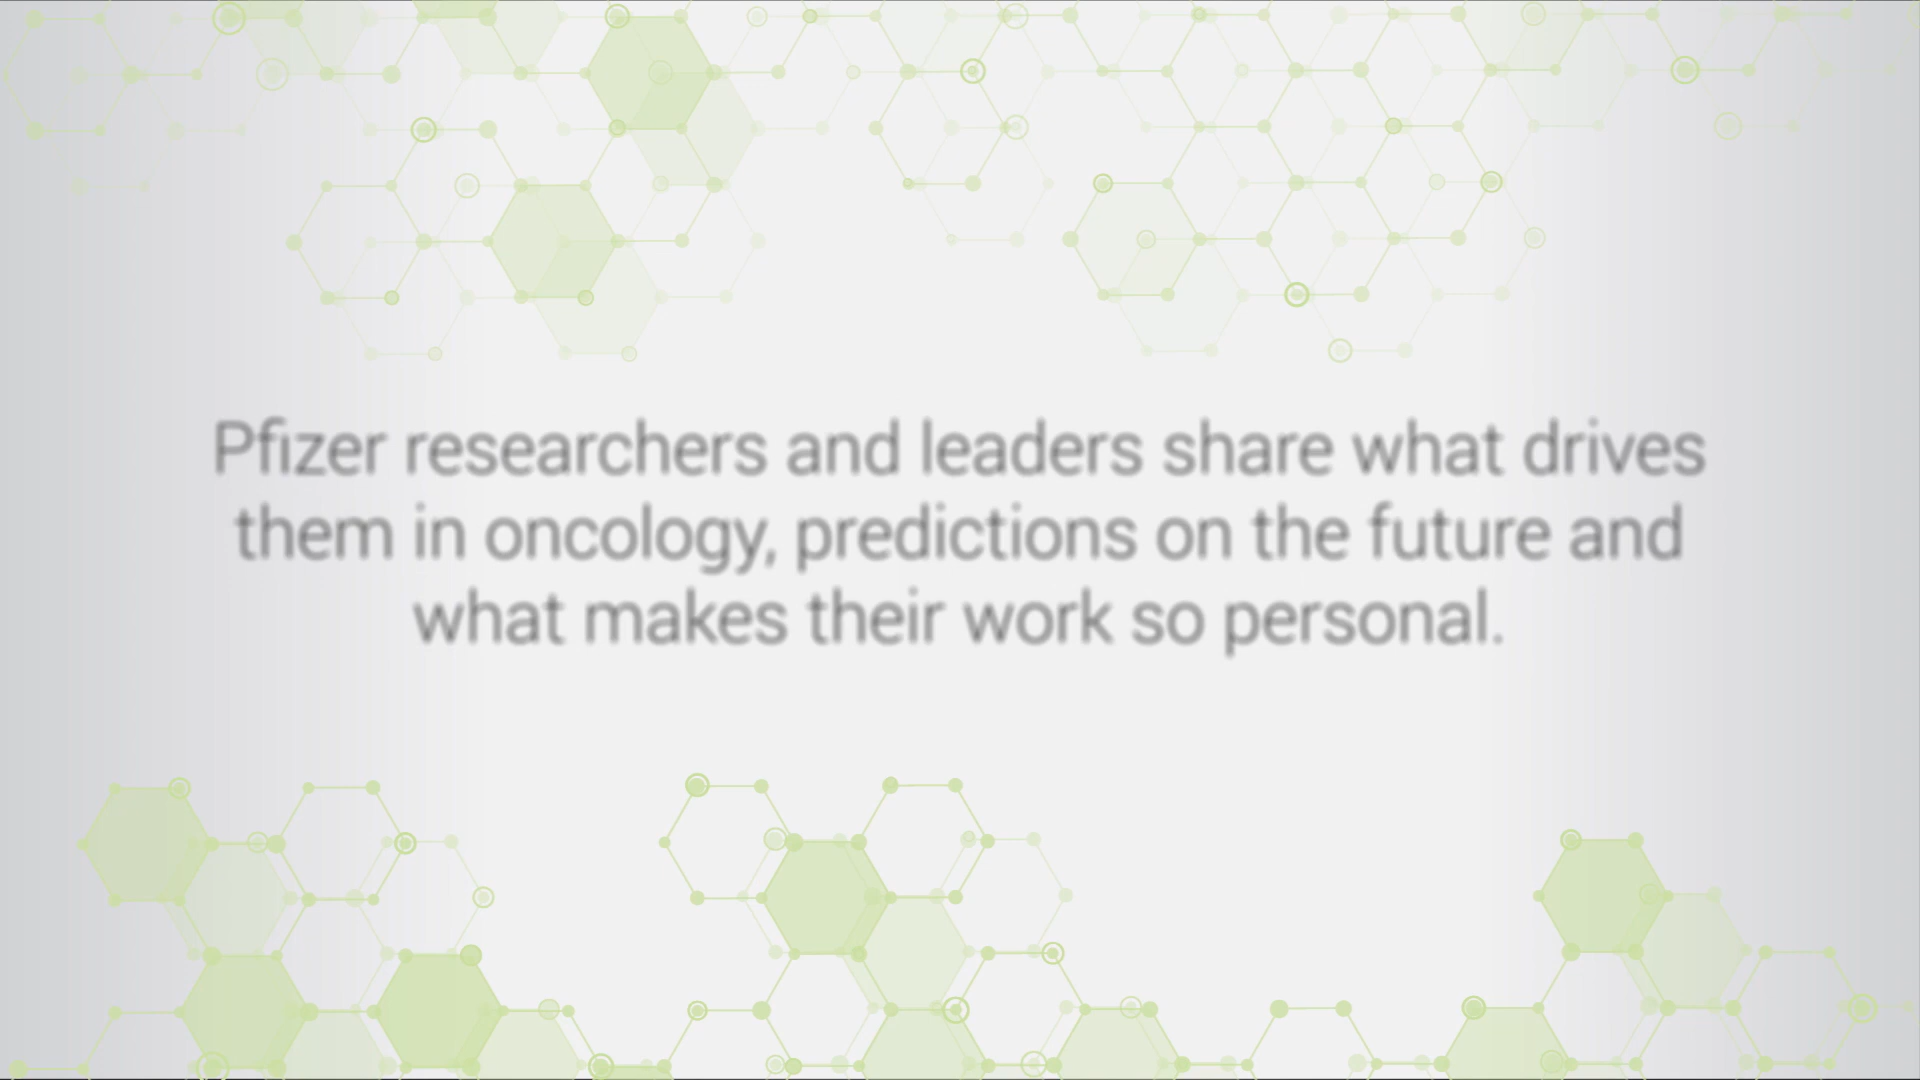 Pfizer researchers and leaders share what drives
them in oncology, predictions on the future and
what makes their work so personal.